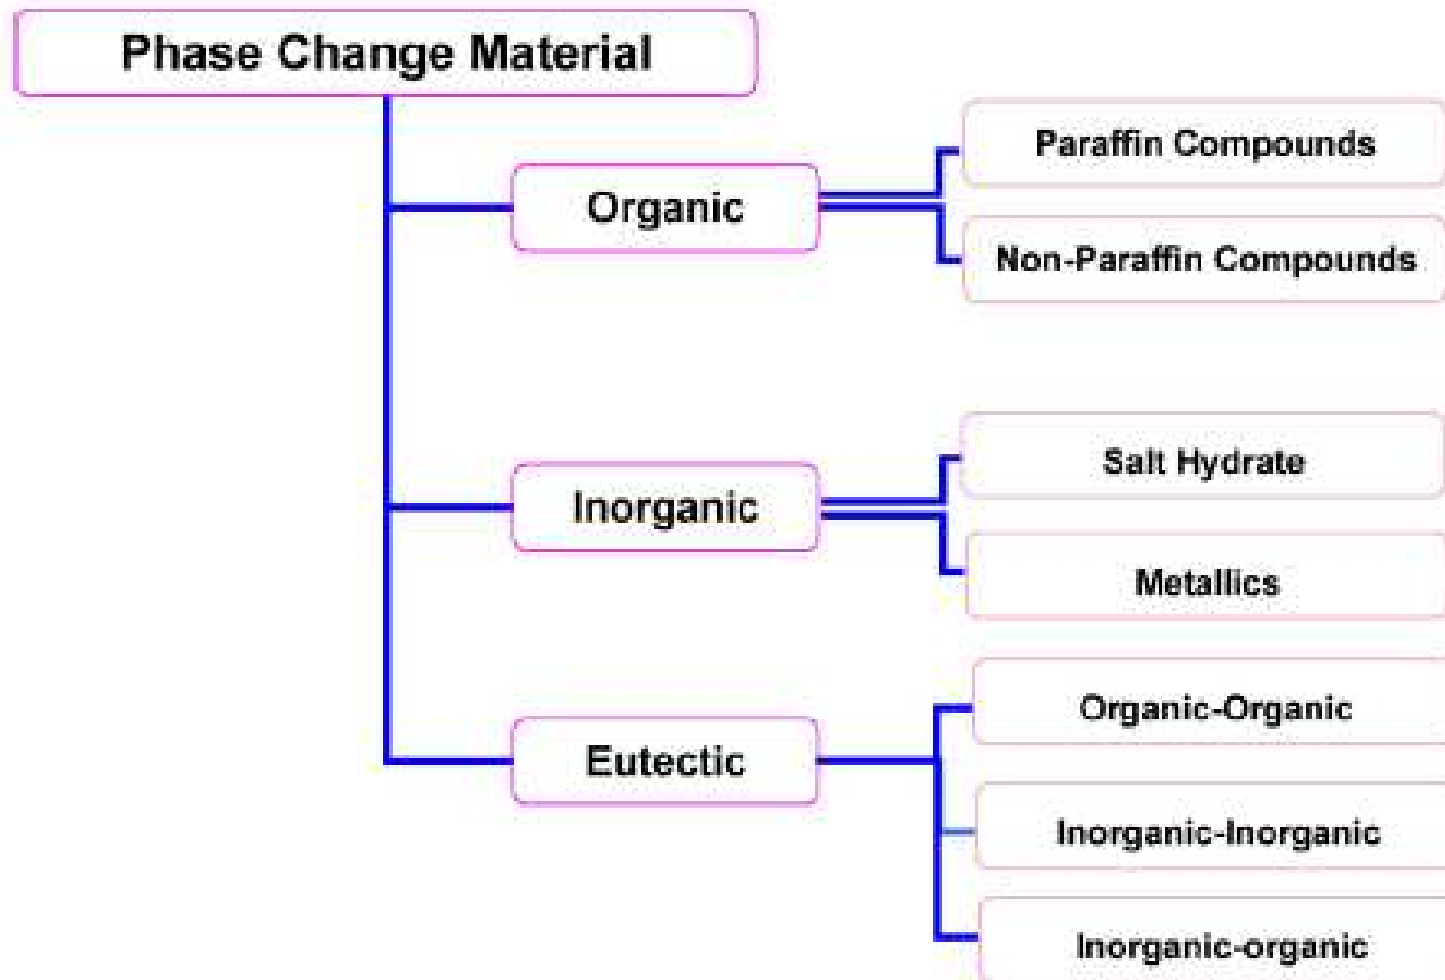 Phase Change Material
Organic
Paraffin Compounds
Non-Paraffin Compounds
Inorganic
Salt Hydrate
Metallics
Eutectic
Organic-Organic
Inorganic-Inorganic
Inorganic-organic